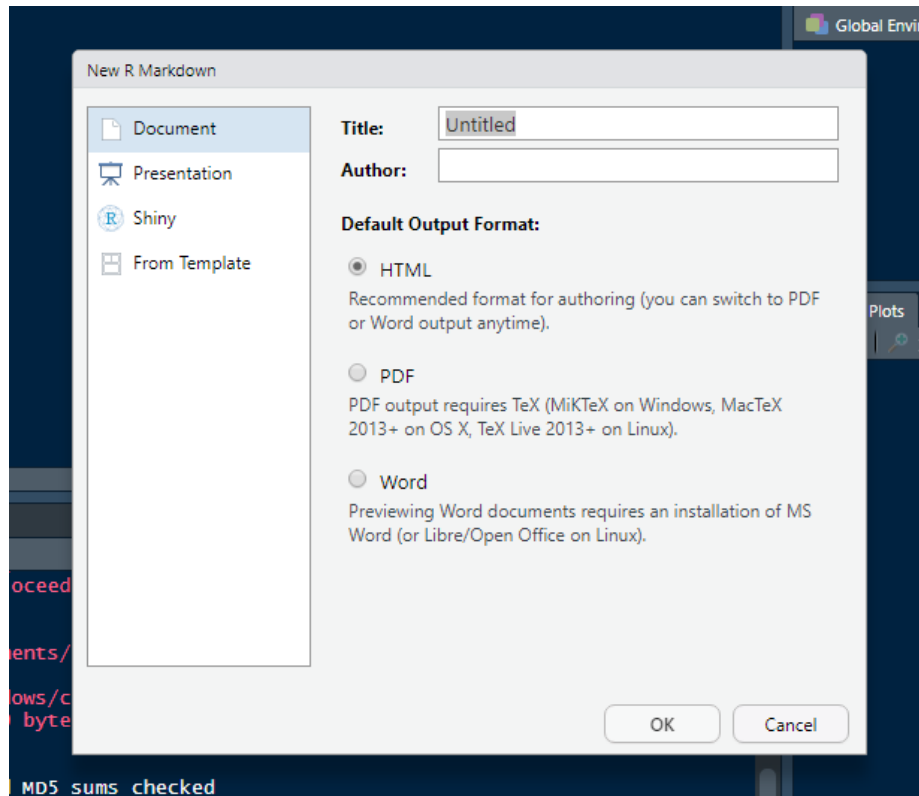 Global Envi
New R Markdown
Document
Presentation
Shiny
From Template
Title:
Untitled
Author:
Default Output Format:
HTML
Recommended format for authoring (you can switch to PDF
or Word output anytime).
PDF
PDF output requires TeX (MiKTeX on Windows, MacTeX
2013+ on OS X, TeX Live 2013+ on Linux).
Word
Previewing Word documents requires an installation of MS
Word (or Libre/Open Office on Linux).
OK
Cancel
Plots
oceed
ents/
ows/c
byte
MD5 sums checked